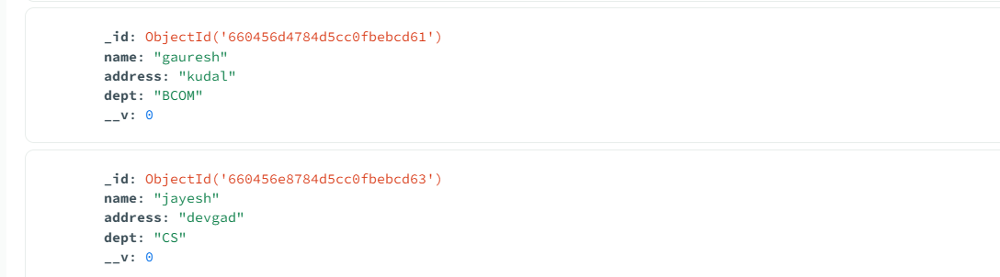 _id: ObjectId('660456d4784d5cc0fbebcd61')
name: "gauresh"
address: "kudal"
dept: "BCOM"
__v: 0
_id: ObjectId('660456e8784d5cc0fbebcd63')
name: "jayesh"
address: "devgad"
dept: "CS"
__v: 0